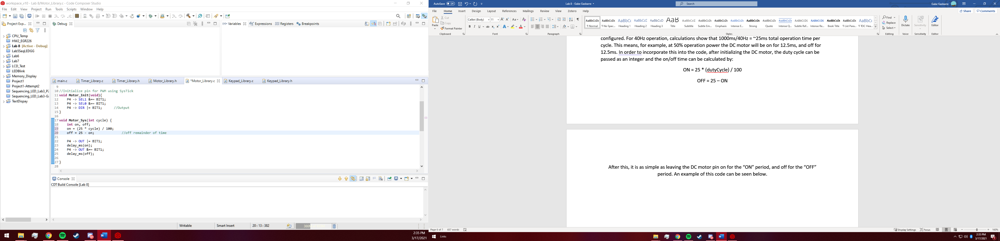 workspace_v10 - Lab 8/Motor_Library.c - Code Composer Studio
File Edit View Project Run Tools Scripts Window Help
Project Exp...
CPU_Temp
HW2_EGR226
Lab 8 [Active - Debug]
Lab5SeqLEDGG
Lab6
Lab7
LCD_Test
LEDBlink
Memory_Display
Project1
Project1-Attempt2
Sequencing_LED_Lab3_P2
Sequencing_LED_Lab3-G
TextDispay
Debug
(x)= Variables Expressions Registers Breakpoints
main.c Timer_Library.c Timer_Library.h Motor_Library.h *Motor_Library.c Keypad_Library.c Keypad_Library.h
9
10 //Initialize pin for PWM using SysTick
11 void Motor_Init(void){
12 P4 -> SEL1 &=~ BIT1;
13 P4 -> SEL0 &=~ BIT1;
14 P4 -> DIR |= BIT1; //Output
15 }
16
17 void Motor_Sys(int cycle) {
18 int on, off;
19 on = (25 * cycle) / 100;
20 off = 25 - on; //off remainder of time
21
22 P4 -> OUT |= BIT1;
23 delay_ms(on);
24 P4 -> OUT &=~ BIT1;
25 delay_ms(off);
26
27 }
28
Console
CDT Build Console [Lab 8]
Writable Smart Insert 20 : 13 : 382
2:35 PM
3/17/2021
AutoSave Off Lab 8 - Gabe Gasbarre Search Gabe Gasbarre
File Home Insert Design Layout References Mailings Review View Zotero Help Share Comments
Paste Cut Copy Format Painter
Clipboard
Calibri (Body) 11
Font
Paragraph
AaBbCcDc AaBbCcDc AaBbC( AaBbCcE AaBbCcD AaB AaBbCcD AaBbCcDc AaBbCcDc AaBbCcDc AaBbCcDc AaBbCcDc AaBbCcDc AABBCCDD AABBCCDD AaBbCcDc AaBbCcDc AaBbC(
¶ Normal ¶ No Spac... Heading 1 Heading 2 Heading 3 Title Subtitle Subtle Em... Emphasis Intense E... Strong Quote Intense Q... Subtle Ref... Intense Re... Book Title ¶ List Para... ¶ TOC Hea...
Styles
Find Replace Select
Editing
Dictate
Voice
Sensitivity
Sensitivity
Editor
Editor
configured. For 40Hz operation, calculations show that 1000ms/40Hz = ~25ms total operation time per
cycle. This means, for example, at 50% operation power the DC motor will be on for 12.5ms, and off for
12.5ms. In order to incorporate this into the code, after initializing the DC motor, the duty cycle can be
passed as an integer and the on/off time can be calculated by:
ON = 25 * (dutyCycle) / 100
OFF = 25 – ON
After this, it is as simple as leaving the DC motor pin on for the “ON” period, and off for the “OFF”
period. An example of this code can be seen below.
Page 6 of 7 657 words Display Settings Focus 160%
Links
2:35 PM
3/17/2021